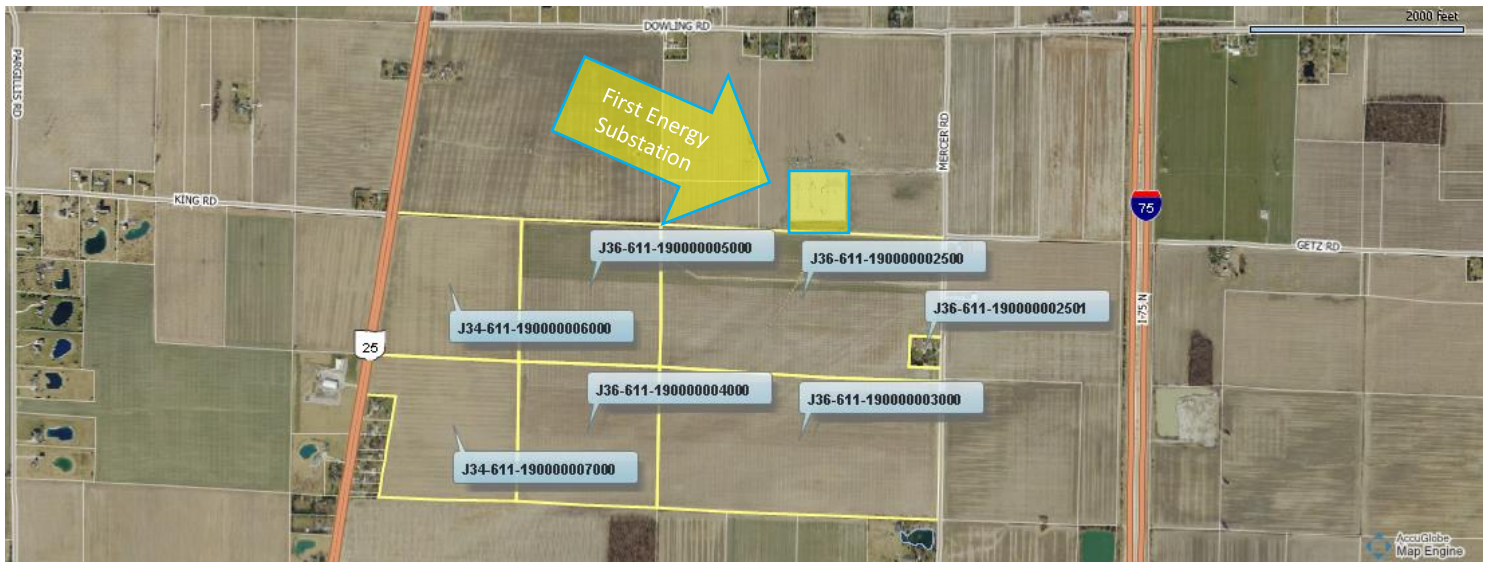 2000 feet
DOWLING RD
PARGILLIS RD
First Energy
Substation
MERCER RD
KING RD
75
GETZ RD
J36-611-190000005000
J36-611-190000002500
J36-611-190000002501
J34-611-190000006000
I-75 N
25
J36-611-190000004000
J36-611-190000003000
J34-611-190000007000
AccuGlobe
Map Engine